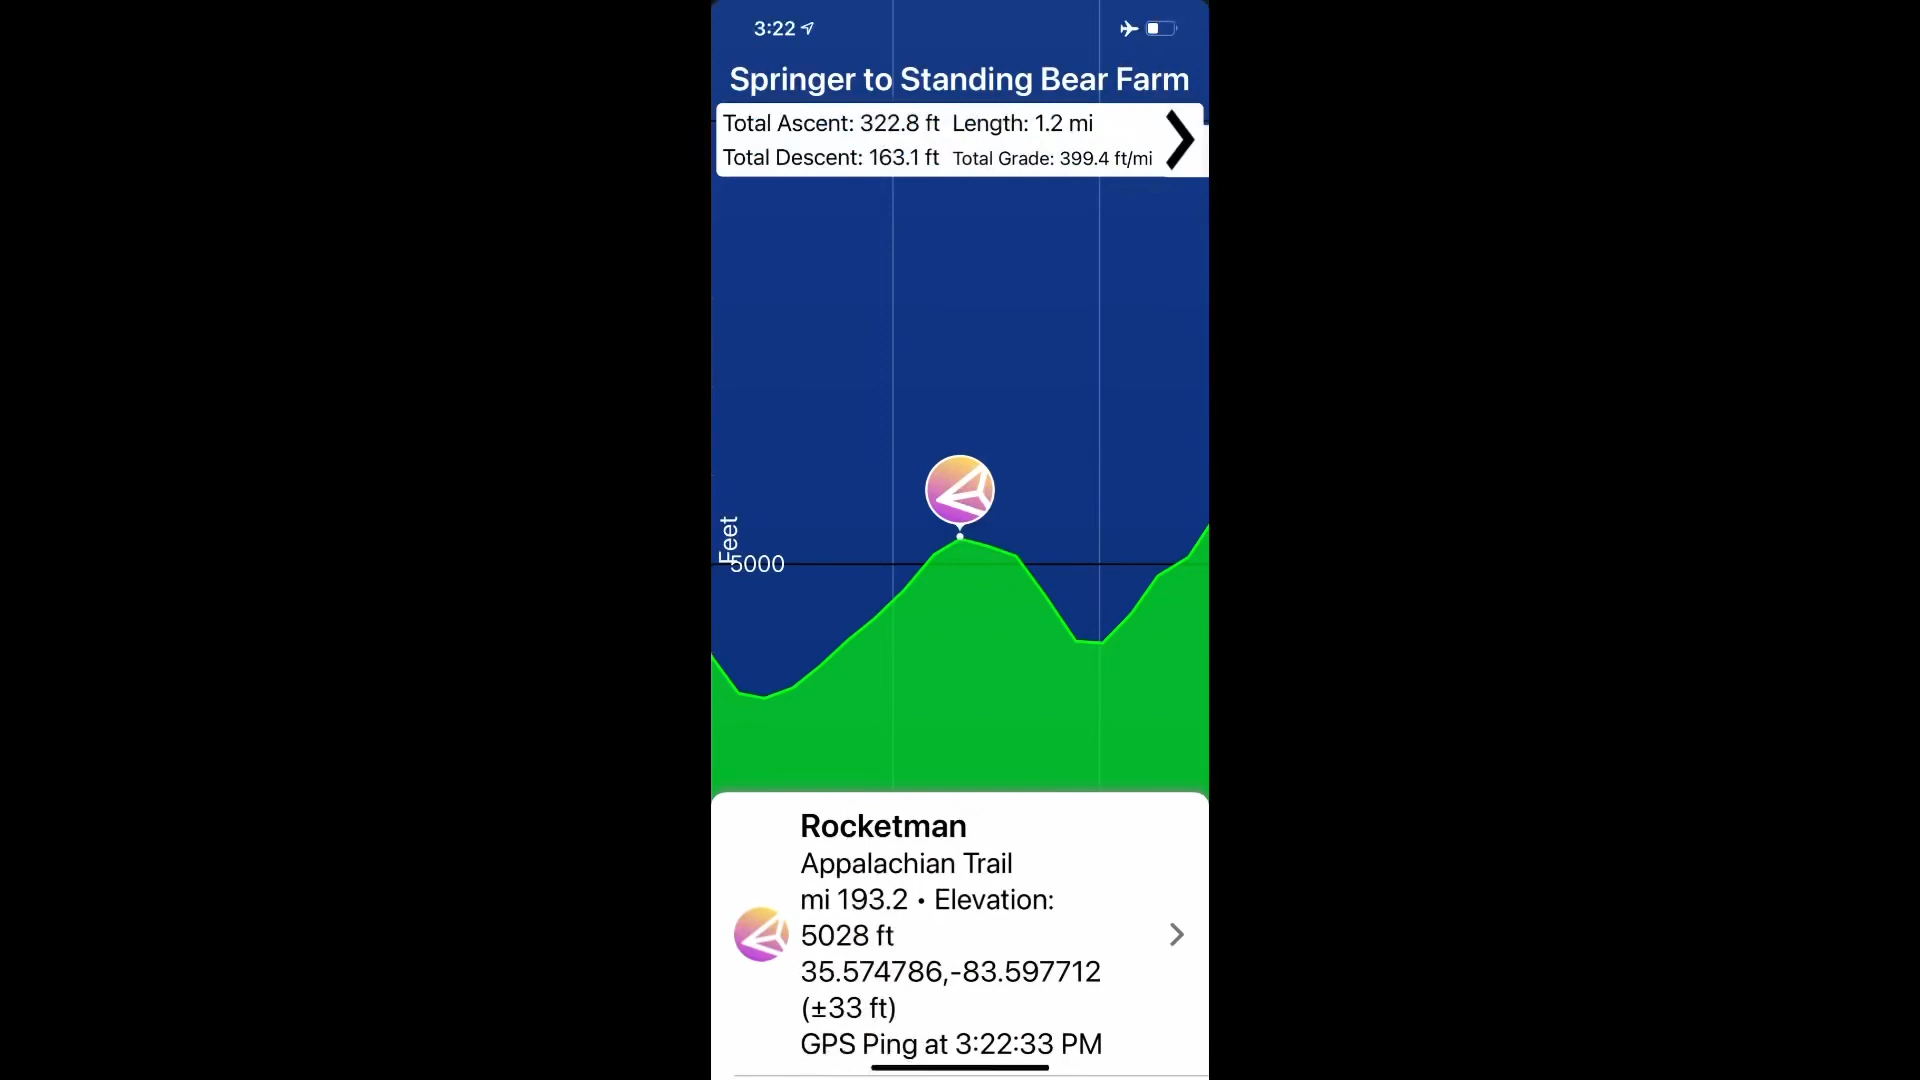 3:22
Springer to Standing Bear Farm
Total Ascent: 322.8 ft Length: 1.2 mi
Total Descent: 163.1 ft Total Grade: 399.4 ft/mi
Feet
5000
Rocketman
Appalachian Trail
mi 193.2 • Elevation:
5028 ft
35.574786,-83.597712
(±33 ft)
GPS Ping at 3:22:33 PM